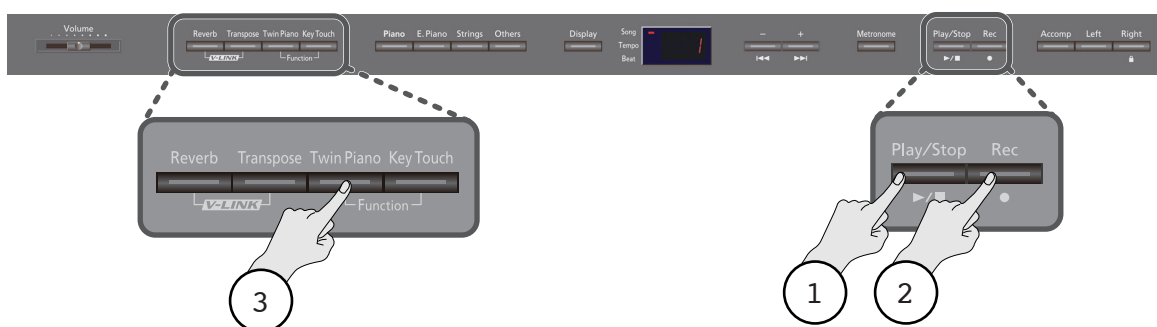 Volume
Reverb Transpose Twin Piano Key Touch
V-LINK Function
Piano E. Piano Strings Others
Display
Song
Tempo
Beat
1
− +
Metronome
Play/Stop Rec
Accomp Left Right
Reverb Transpose Twin Piano Key Touch
V-LINK Function
Play/Stop Rec
3
1
2